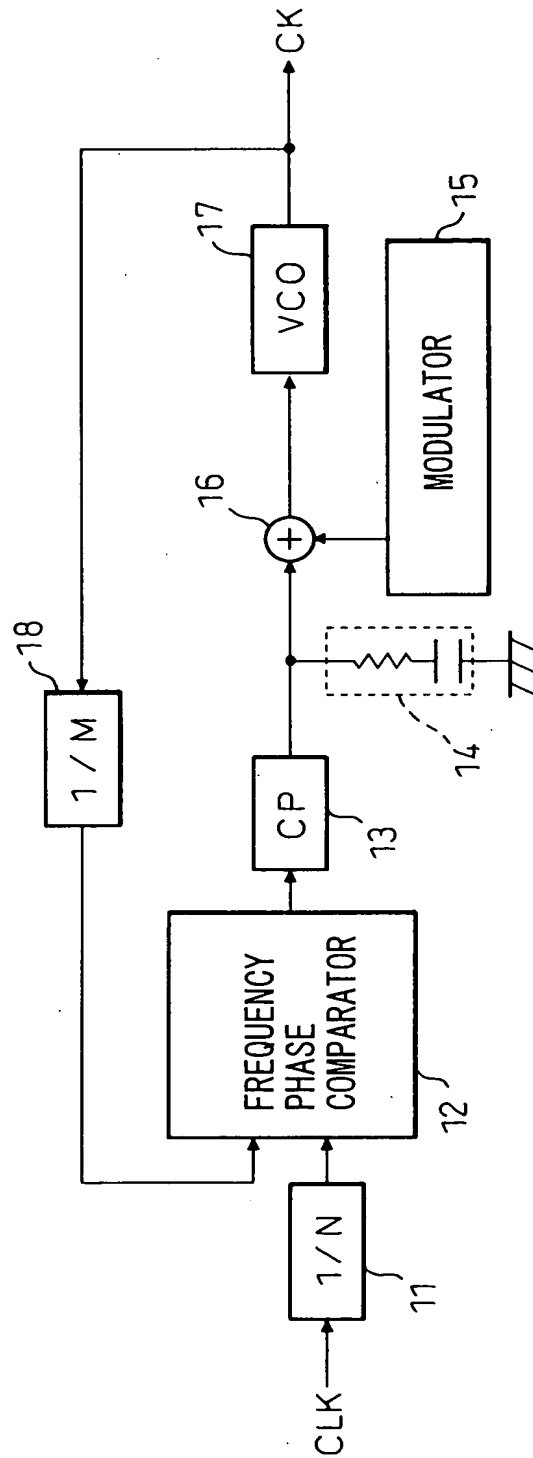 CLK
1/N
11
FREQUENCY
PHASE
COMPARATOR
12
CP
13
14
16
MODULATOR
15
VCO
17
CK
1/M
18